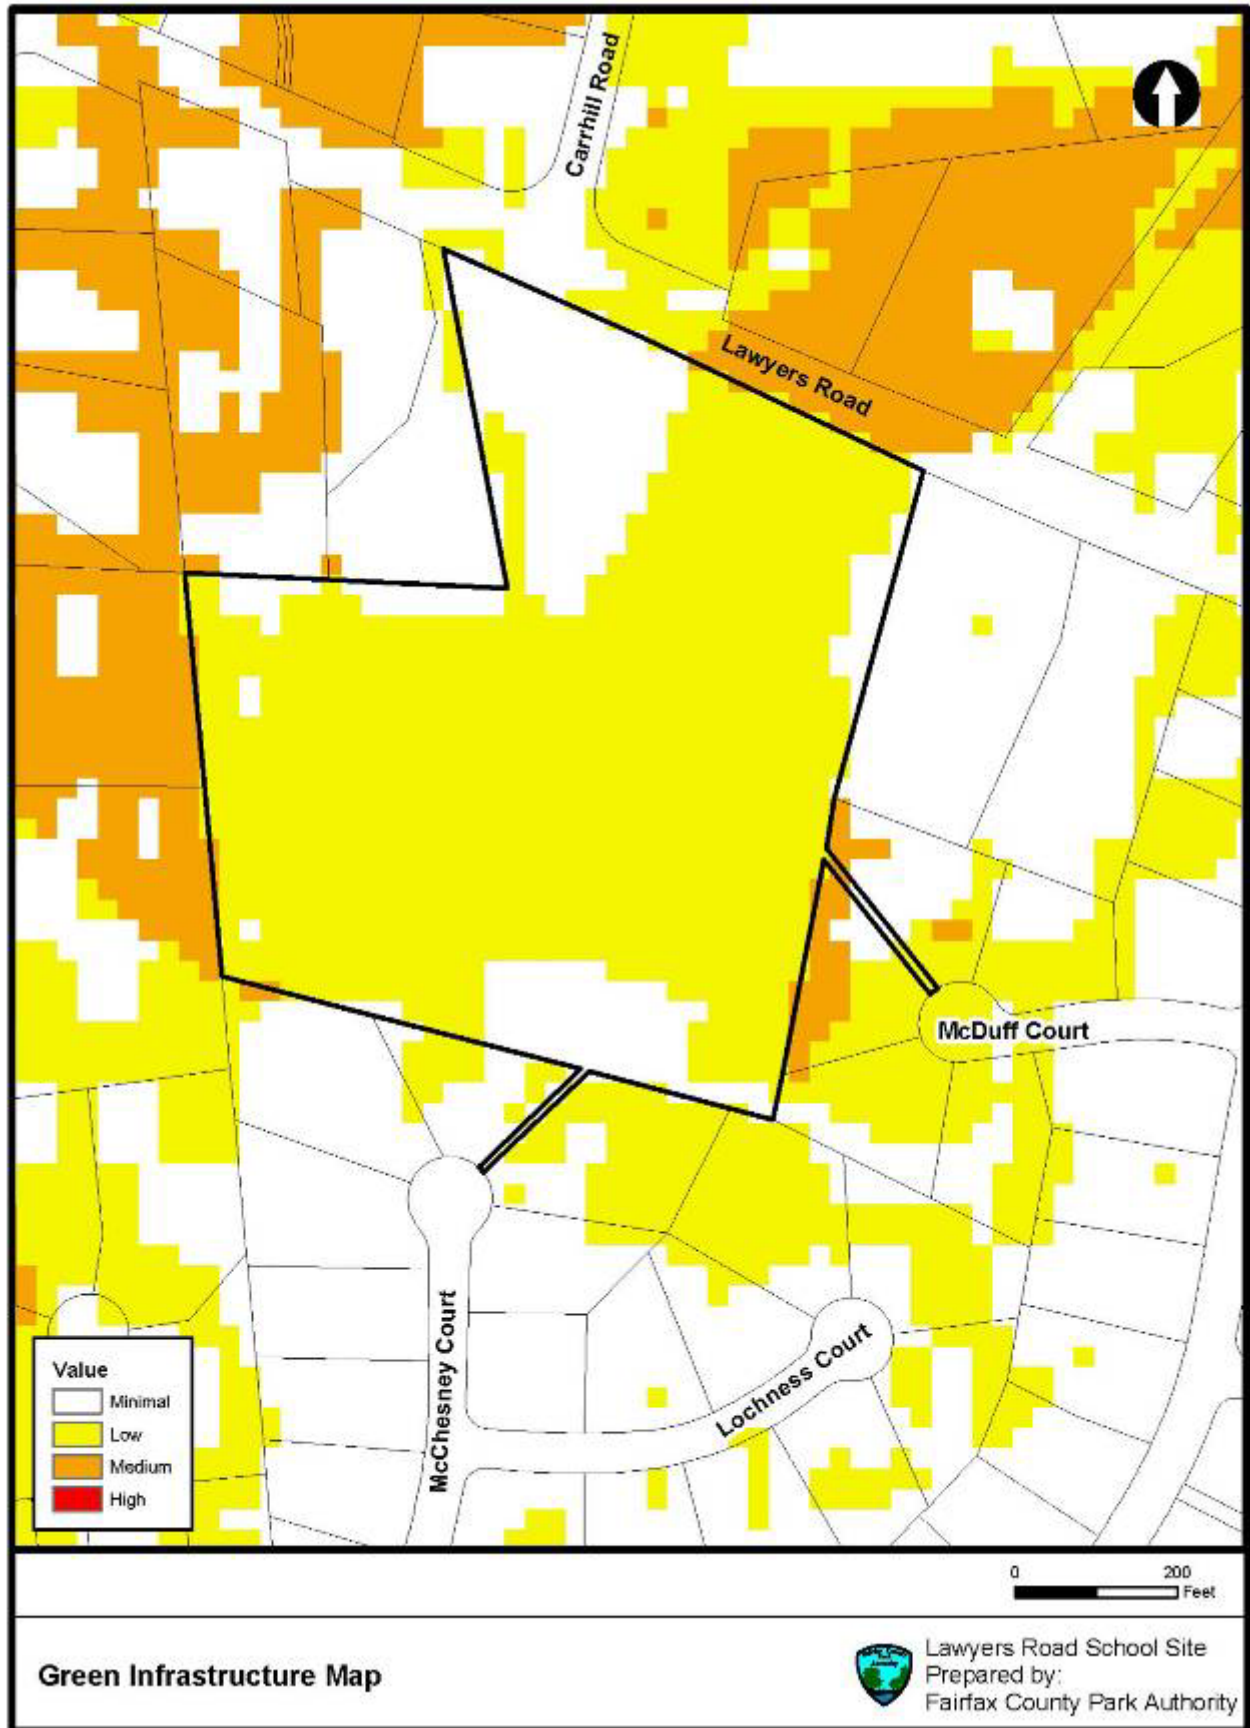 Carrhill Road
Lawyers Road
McDuff Court
McChesney Court
Lochness Court
Value
Minimal
Low
Medium
High
0 200
Feet
Green Infrastructure Map
Lawyers Road School Site
Prepared by:
Fairfax County Park Authority